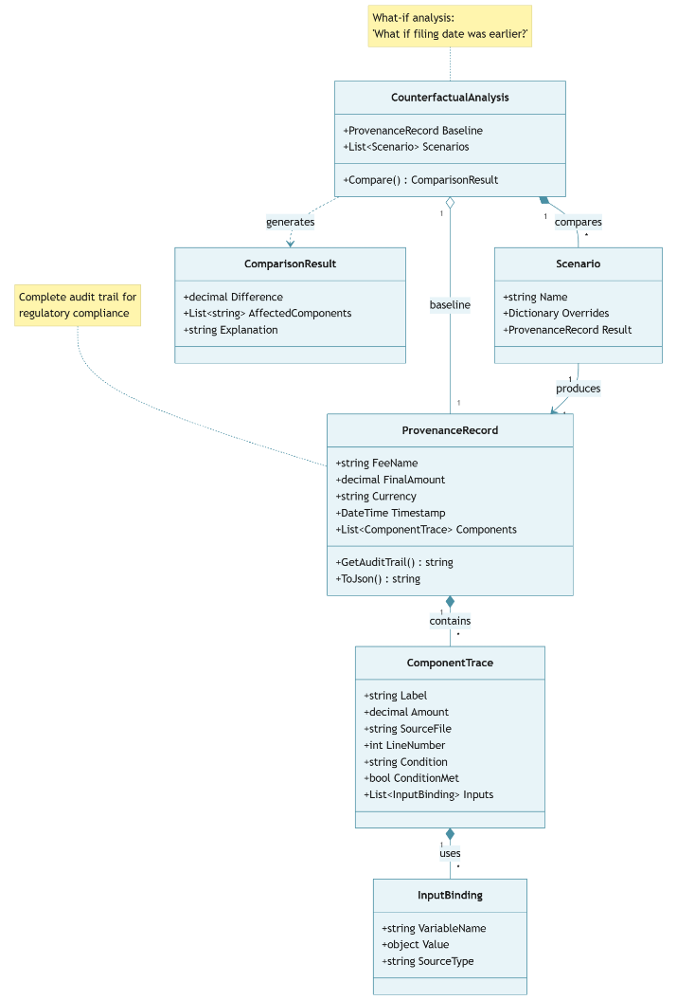 What-if analysis:
'What if filing date was earlier?'
CounterfactualAnalysis
+ProvenanceRecord Baseline
+List<Scenario> Scenarios
+Compare() : ComparisonResult
1
1
generates
compares
*
ComparisonResult
+decimal Difference
+List<string> AffectedComponents
+string Explanation
Scenario
+string Name
+Dictionary Overrides
+ProvenanceRecord Result
Complete audit trail for
regulatory compliance
baseline
1
1
produces
1
ProvenanceRecord
+string FeeName
+decimal FinalAmount
+string Currency
+DateTime Timestamp
+List<ComponentTrace> Components
+GetAuditTrail() : string
+ToJson() : string
1
contains
*
ComponentTrace
+string Label
+decimal Amount
+string SourceFile
+int LineNumber
+string Condition
+bool ConditionMet
+List<InputBinding> Inputs
1
uses
*
InputBinding
+string VariableName
+object Value
+string SourceType